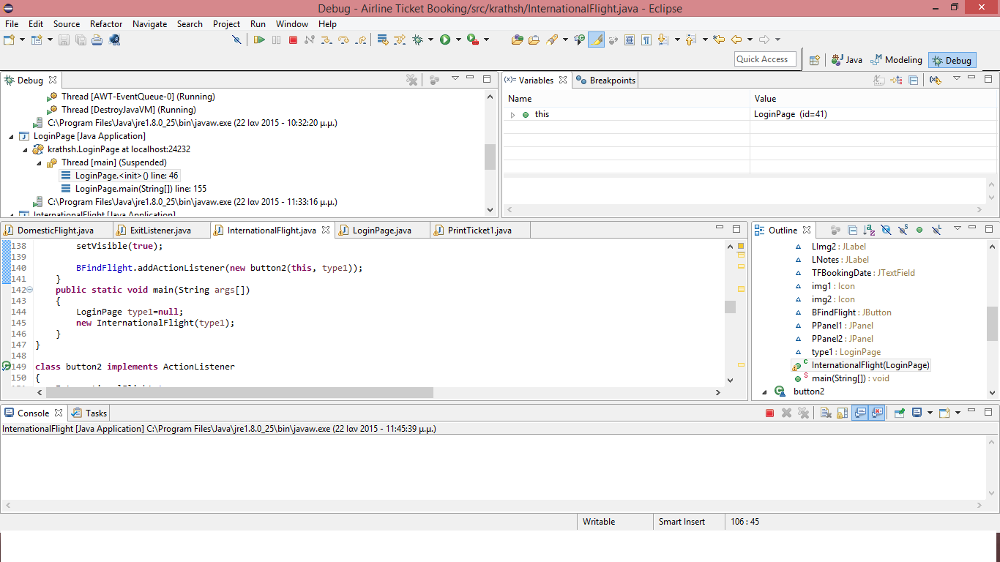 Debug - Airline Ticket Booking/src/krathsh/InternationalFlight.java - Eclipse
File Edit Source Refactor Navigate Search Project Run Window Help
Quick Access
Java Modeling Debug
Debug
Thread [AWT-EventQueue-0] (Running)
Thread [DestroyJavaVM] (Running)
C:\Program Files\Java\jre1.8.0_25\bin\javaw.exe (22 Ιαν 2015 - 10:32:20 μ.μ.)
LoginPage [Java Application]
krathsh.LoginPage at localhost:24232
Thread [main] (Suspended)
LoginPage.<init>() line: 46
LoginPage.main(String[]) line: 155
C:\Program Files\Java\jre1.8.0_25\bin\javaw.exe (22 Ιαν 2015 - 11:33:16 μ.μ.)
InternationalFlight [Java Application]
(x)= Variables Breakpoints
Name Value
this LoginPage (id=41)
DomesticFlight.java ExitListener.java InternationalFlight.java LoginPage.java PrintTicket1.java
138 setVisible(true);
139
140 BFindFlight.addActionListener(new button2(this, type1));
141 }
142 public static void main(String args[])
143 {
144 LoginPage type1=null;
145 new InternationalFlight(type1);
146 }
147 }
148
149 class button2 implements ActionListener
150 {
Outline
LImg2 : JLabel
LNotes : JLabel
TFBookingDate : JTextField
img1 : Icon
img2 : Icon
BFindFlight : JButton
PPanel1 : JPanel
PPanel2 : JPanel
type1 : LoginPage
InternationalFlight(LoginPage)
main(String[]) : void
button2
Console Tasks
InternationalFlight [Java Application] C:\Program Files\Java\jre1.8.0_25\bin\javaw.exe (22 Ιαν 2015 - 11:45:39 μ.μ.)
Writable Smart Insert 106 : 45